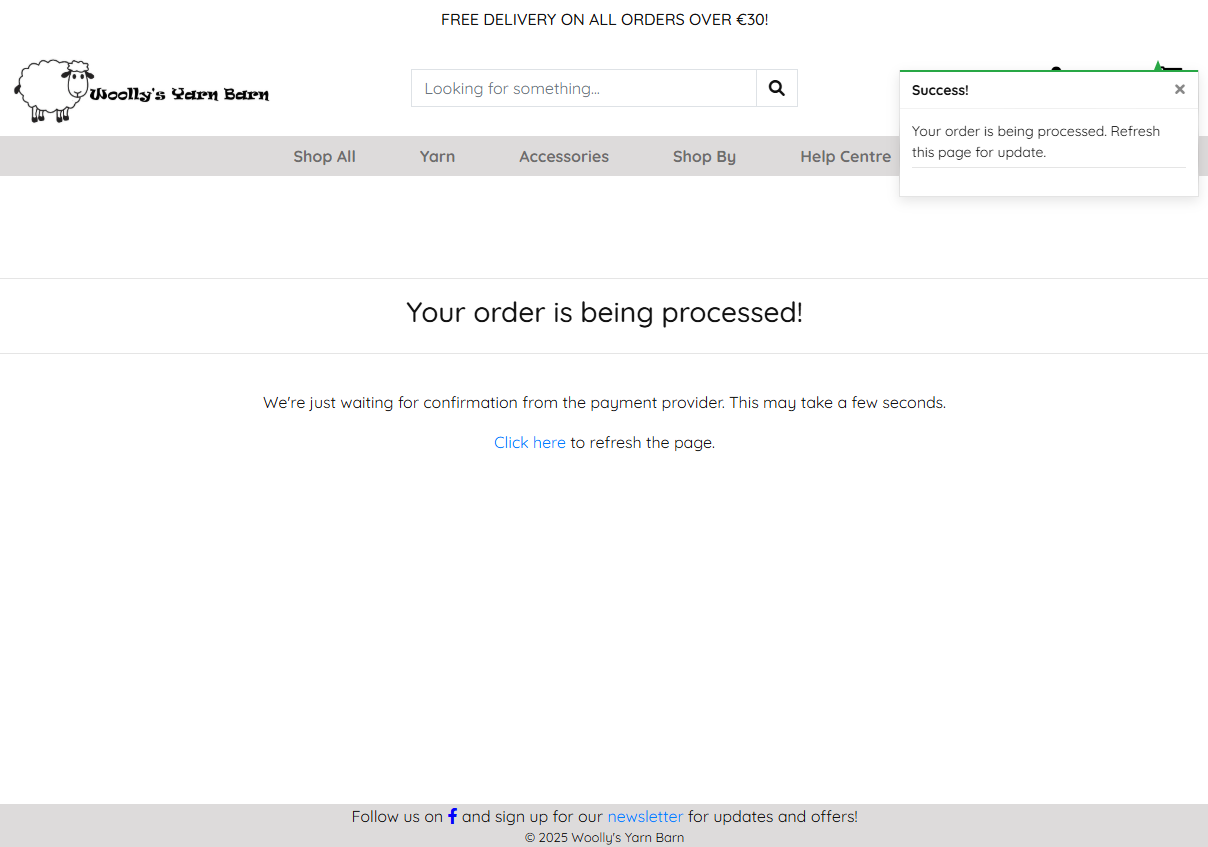 FREE DELIVERY ON ALL ORDERS OVER €30!
Woolly's Yarn Barn
Looking for something...
Success!
×
Your order is being processed. Refresh
this page for update.
Shop All
Yarn
Accessories
Shop By
Help Centre
Your order is being processed!
We're just waiting for confirmation from the payment provider. This may take a few seconds.
Click here to refresh the page.
Follow us on f and sign up for our newsletter for updates and offers!
© 2025 Woolly's Yarn Barn